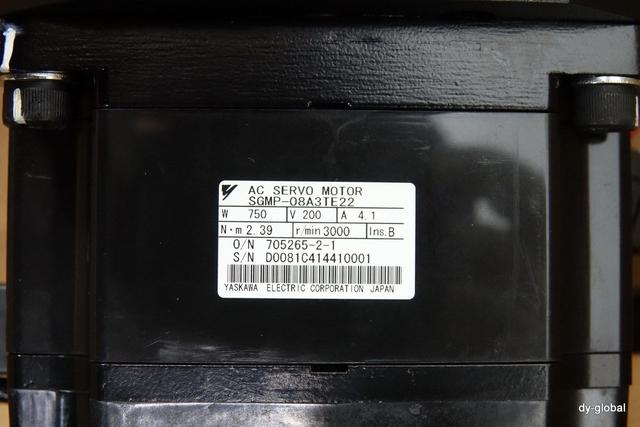 AC SERVO MOTOR
SGMP-08A3TE22
W 750 V 200 A 4.1
N·m 2.39 r/min 3000 Ins. B
O/N 705265-2-1
S/N D0081C414410001
YASKAWA ELECTRIC CORPORATION JAPAN
dy-global